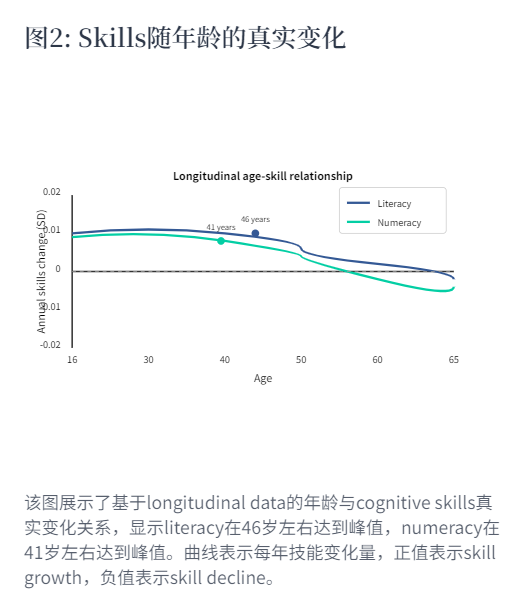 图2: Skills随年龄的真实变化
Longitudinal age-skill relationship
0.02
0.01
0
-0.01
-0.02
Annual skills change (SD)
41 years
46 years
Literacy
Numeracy
16 30 40 50 60 65
Age
该图展示了基于longitudinal data的年龄与cognitive skills真
实变化关系，显示literacy在46岁左右达到峰值，numeracy在
41岁左右达到峰值。曲线表示每年技能变化量，正值表示skill
growth，负值表示skill decline。